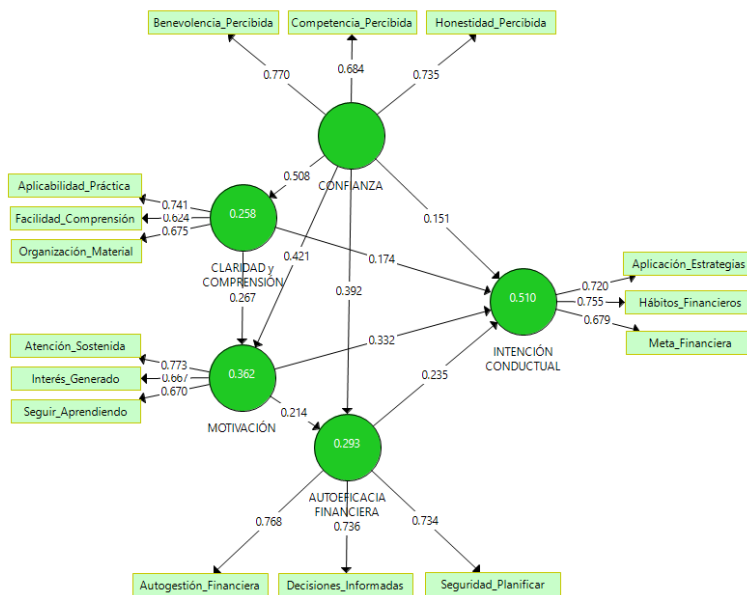 Benevolencia_Percibida
Competencia_Percibida
Honestidad_Percibida
0.770
0.684
0.735
CONFIANZA
0.508
0.421
0.392
0.151
Aplicabilidad_Práctica
Facilidad_Comprensión
Organización_Material
0.741
0.624
0.675
0.258
CLARIDAD y
COMPRENSIÓN
0.174
0.267
Aplicación_Estrategias
Hábitos_Financieros
Meta_Financiera
0.720
0.755
0.679
0.510
INTENCIÓN
CONDUCTUAL
0.332
0.235
Atención_Sostenida
Interés_Generado
Seguir_Aprendiendo
0.773
0.667
0.670
0.362
MOTIVACIÓN
0.214
0.293
AUTOEFICACIA
FINANCIERA
0.768
0.736
0.734
Autogestión_Financiera
Decisiones_Informadas
Seguridad_Planificar